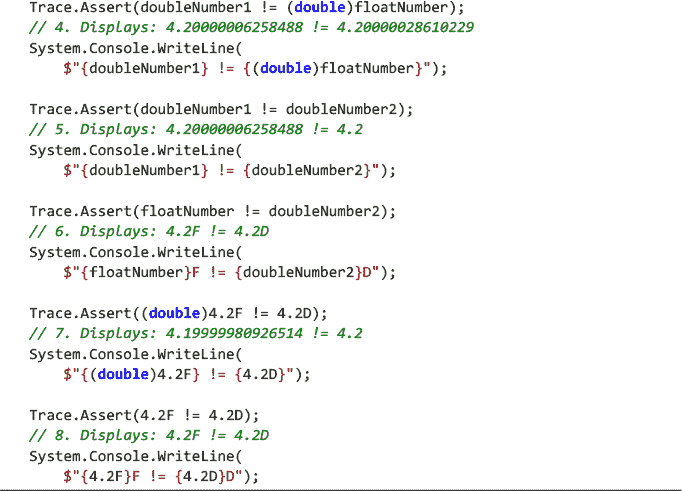 Trace.Assert(doubleNumber1 != (double)floatNumber);
// 4. Displays: 4.20000006258488 != 4.20000028610229
System.Console.WriteLine(
    $"{doubleNumber1} != {(double)floatNumber}");
Trace.Assert(doubleNumber1 != doubleNumber2);
// 5. Displays: 4.20000006258488 != 4.2
System.Console.WriteLine(
    $"{doubleNumber1} != {doubleNumber2}");
Trace.Assert(floatNumber != doubleNumber2);
// 6. Displays: 4.2F != 4.2D
System.Console.WriteLine(
    $"{floatNumber}F != {doubleNumber2}D");
Trace.Assert((double)4.2F != 4.2D);
// 7. Displays: 4.19999980926514 != 4.2
System.Console.WriteLine(
    $"{(double)4.2F} != {4.2D}");
Trace.Assert(4.2F != 4.2D);
// 8. Displays: 4.2F != 4.2D
System.Console.WriteLine(
    $"{4.2F}F != {4.2D}D");